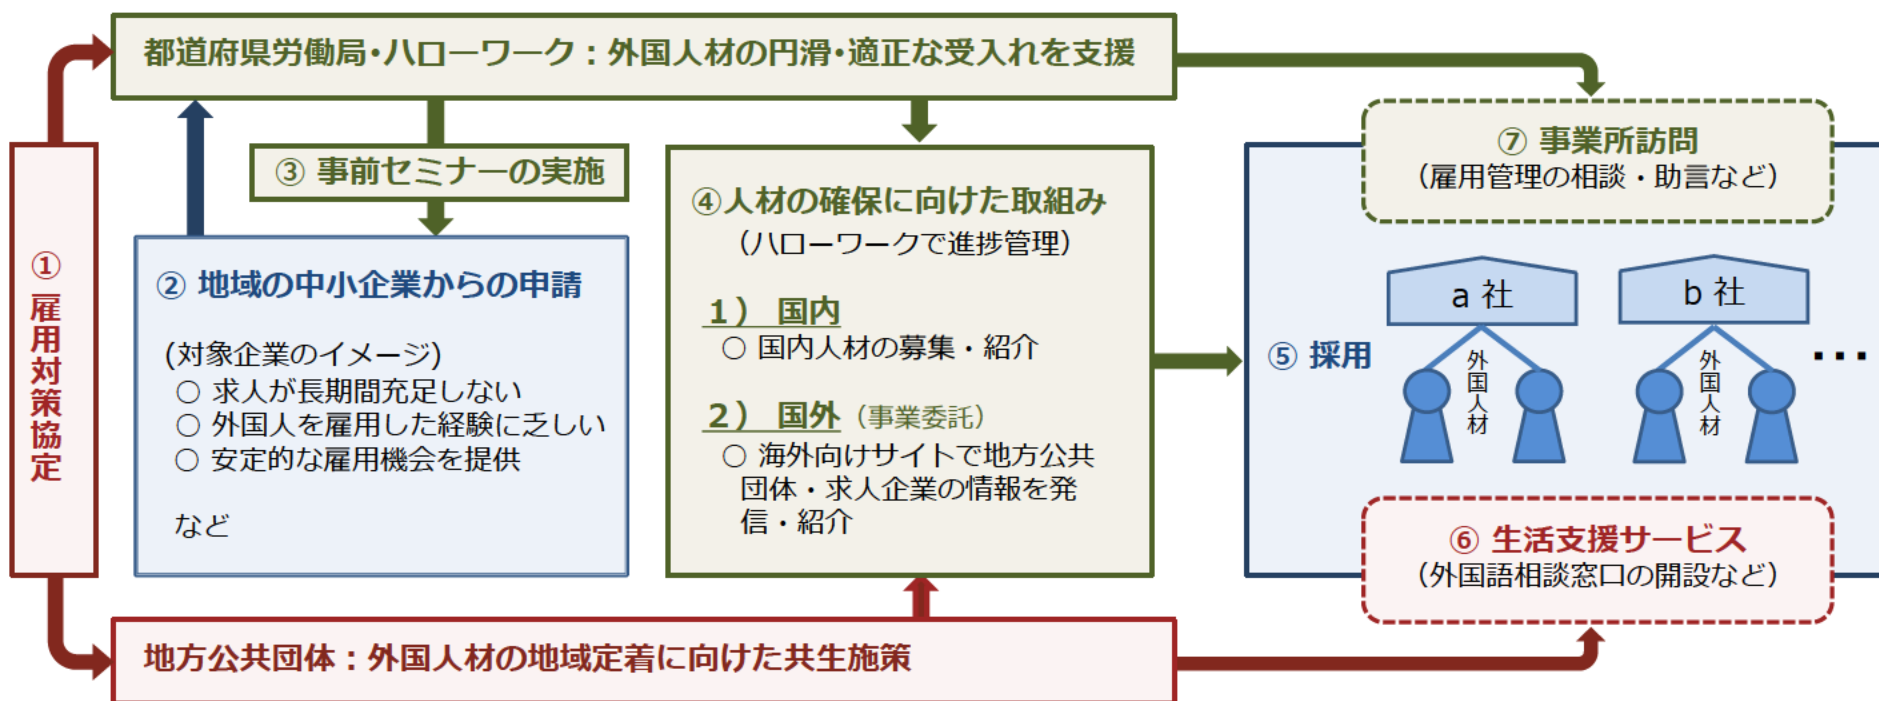 都道府県労働局・ハローワーク：外国人材の円滑・適正な受入れを支援
① 雇用対策協定
③ 事前セミナーの実施
② 地域の中小企業からの申請
(対象企業のイメージ)
○ 求人が長期間充足しない
○ 外国人を雇用した経験に乏しい
○ 安定的な雇用機会を提供
など
④人材の確保に向けた取組み
（ハローワークで進捗管理）
１） 国内
○ 国内人材の募集・紹介
２） 国外（事業委託）
○ 海外向けサイトで地方公共
団体・求人企業の情報を発
信・紹介
⑦ 事業所訪問
（雇用管理の相談・助言など）
⑤ 採用
a 社
外国人材
b 社
外国人材
・・・
⑥ 生活支援サービス
（外国語相談窓口の開設など）
地方公共団体：外国人材の地域定着に向けた共生施策